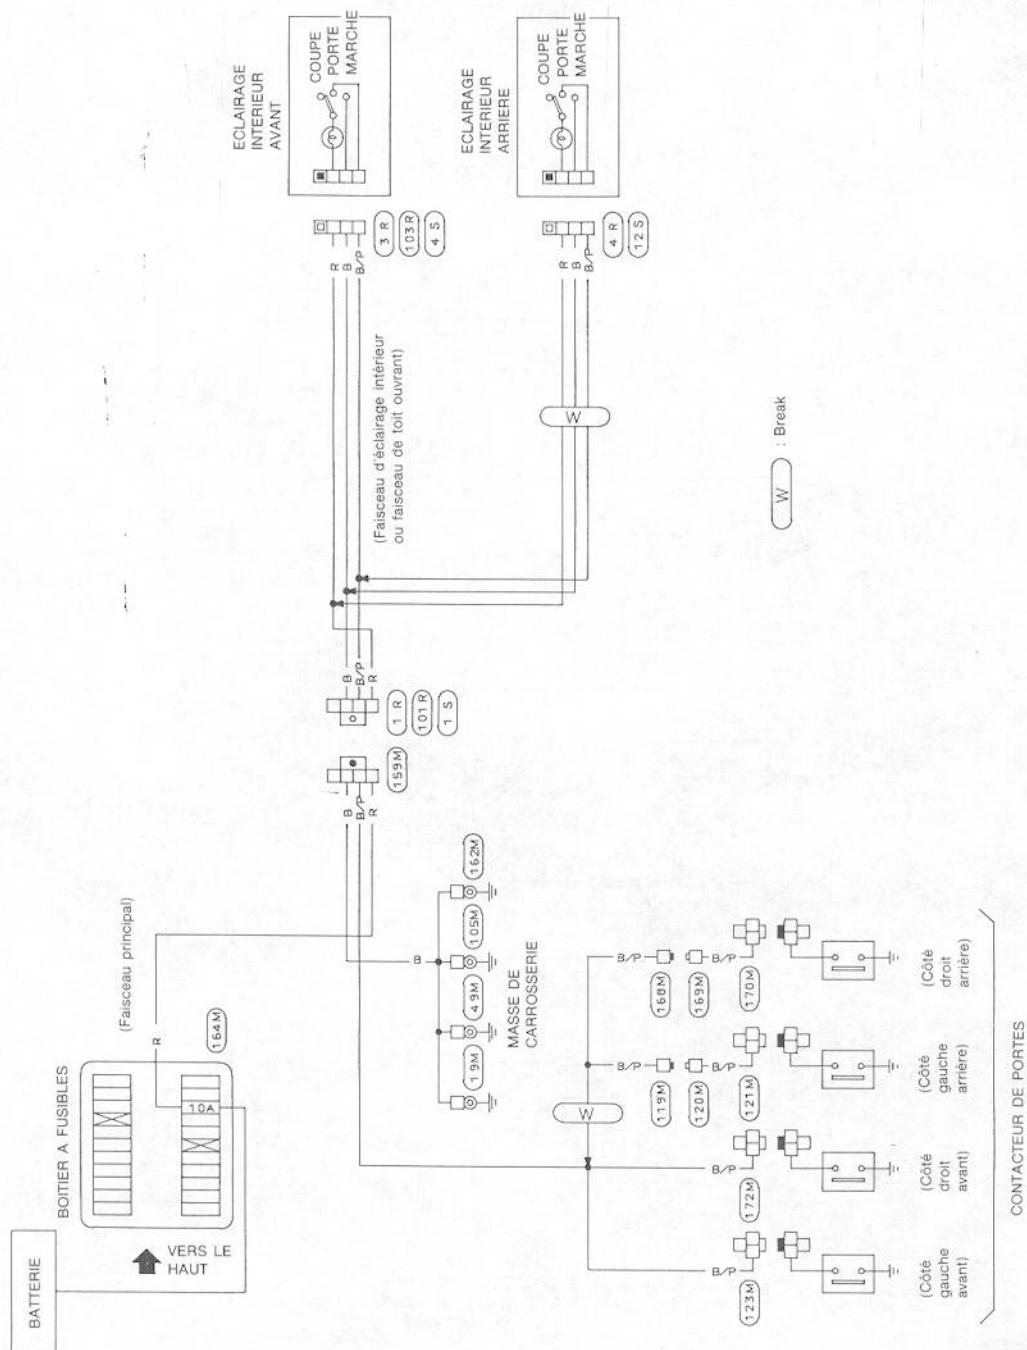 ECLAIRAGE
INTERIEUR
AVANT
COUPE
PORTE
MARCHE
ECLAIRAGE
INTERIEUR
ARRIERE
COUPE
PORTE
MARCHE
3 R
103R
4 S
4 R
12 S
R
B
B/P
R
B
B/P
(Faisceau d'éclairage intérieur
ou faisceau de toit ouvrant)
W
W
: Break
B
B/P
R
1 R
101R
1 S
159M
B
B/P
R
(Faisceau principal)
R
164M
BOITIER A FUSIBLES
10A
VERS LE
HAUT
BATTERIE
B
162M
105M
49M
19M
MASSE DE
CARROSSERIE
W
B/P
168M
169M
B/P
170M
B/P
119M
120M
B/P
121M
B/P
172M
B/P
123M
(Côté
droit
arrière)
(Côté
gauche
arrière)
(Côté
droit
avant)
(Côté
gauche
avant)
CONTACTEUR DE PORTES